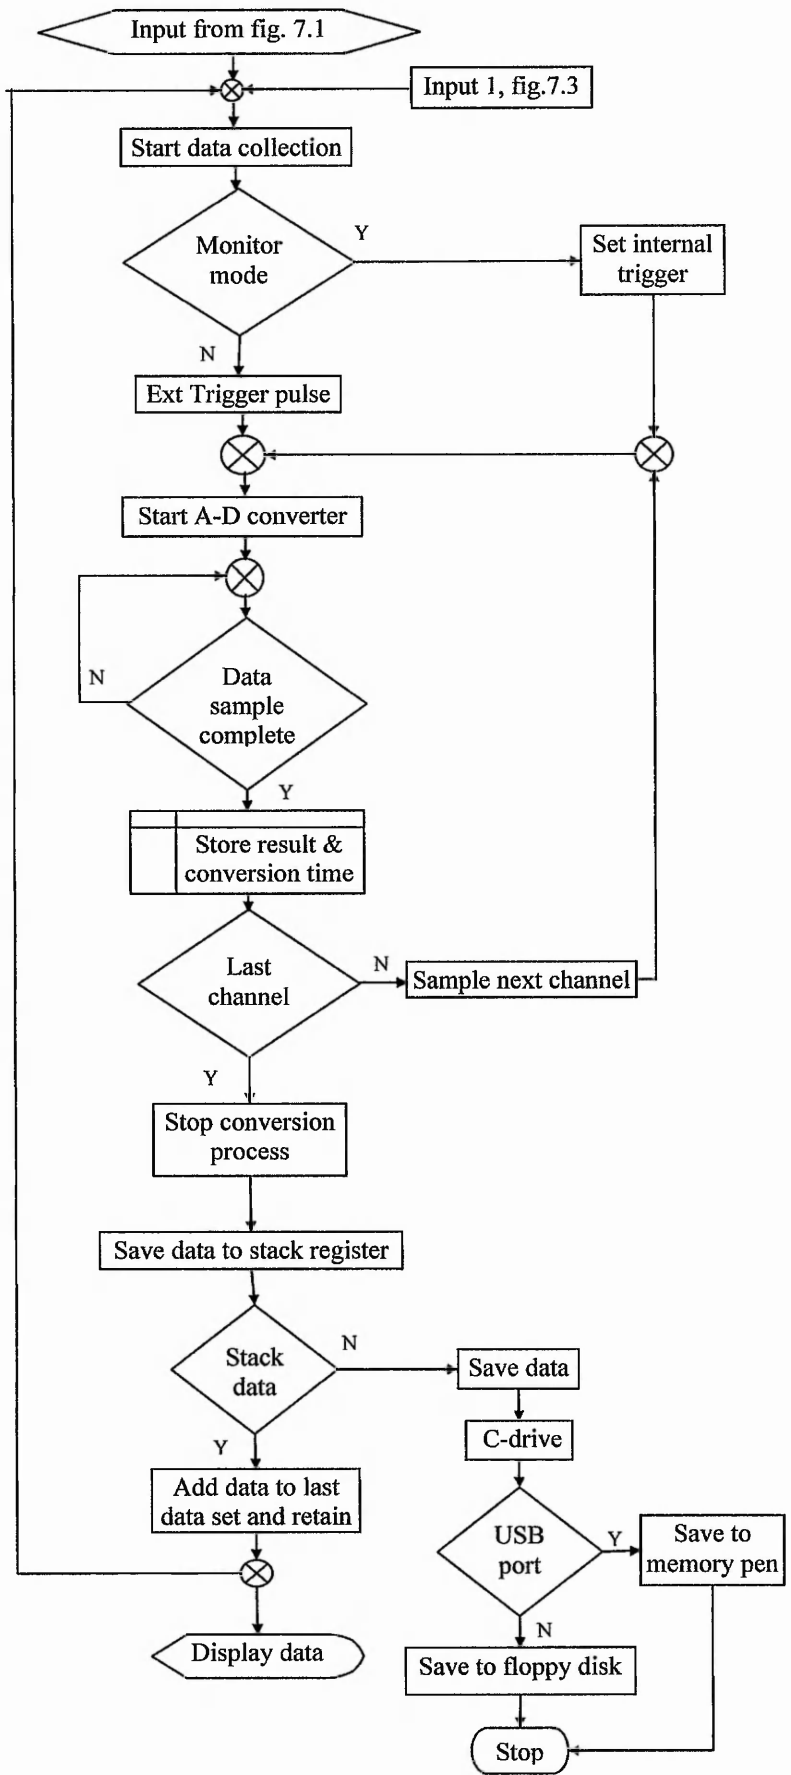 Input from fig. 7.1
Input 1, fig.7.3
Start data collection
Monitor
mode
Y
Set internal
trigger
N
Ext Trigger pulse
Start A-D converter
N
Data
sample
complete
Y
Store result &
conversion time
Last
channel
N
Sample next channel
Y
Stop conversion
process
Save data to stack register
Stack
data
N
Save data
Y
C-drive
Add data to last
data set and retain
USB
port
Y
Save to
memory pen
N
Display data
Save to floppy disk
Stop